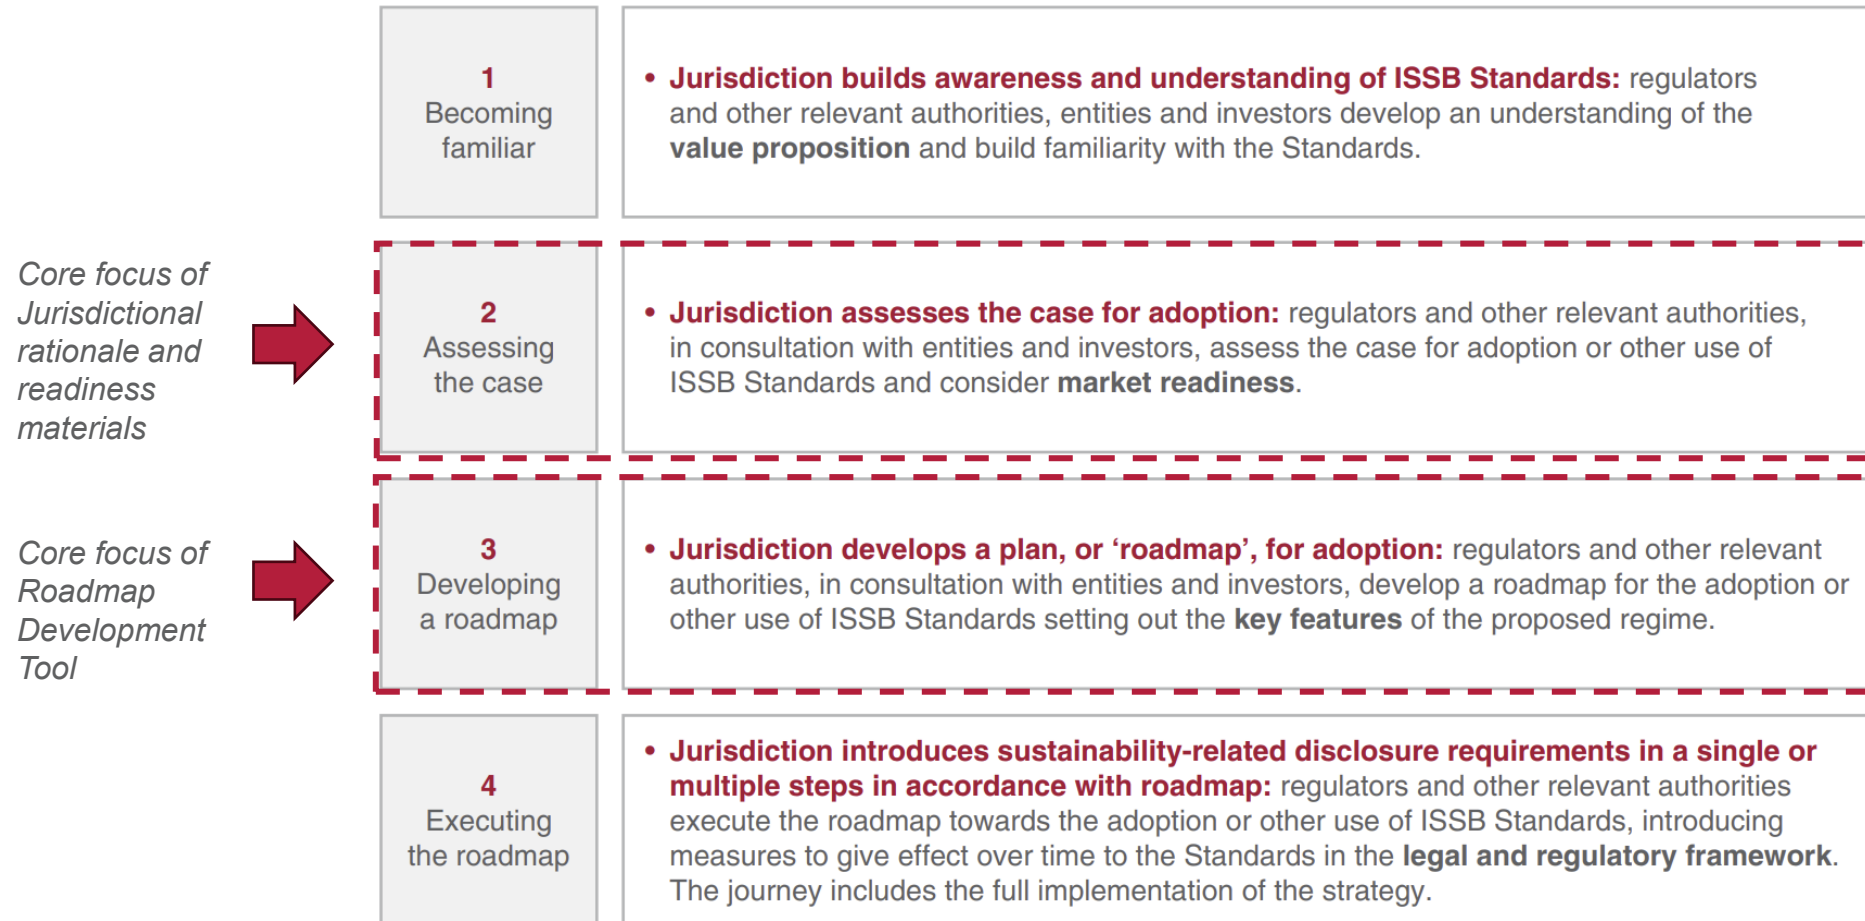 1
Becoming
familiar
• Jurisdiction builds awareness and understanding of ISSB Standards: regulators
and other relevant authorities, entities and investors develop an understanding of the
value proposition and build familiarity with the Standards.
Core focus of
Jurisdictional
rationale and
readiness
materials
2
Assessing
the case
• Jurisdiction assesses the case for adoption: regulators and other relevant authorities,
in consultation with entities and investors, assess the case for adoption or other use of
ISSB Standards and consider market readiness.
Core focus of
Roadmap
Development
Tool
3
Developing
a roadmap
• Jurisdiction develops a plan, or ‘roadmap’, for adoption: regulators and other relevant
authorities, in consultation with entities and investors, develop a roadmap for the adoption or
other use of ISSB Standards setting out the key features of the proposed regime.
4
Executing
the roadmap
• Jurisdiction introduces sustainability-related disclosure requirements in a single or
multiple steps in accordance with roadmap: regulators and other relevant authorities
execute the roadmap towards the adoption or other use of ISSB Standards, introducing
measures to give effect over time to the Standards in the legal and regulatory framework.
The journey includes the full implementation of the strategy.